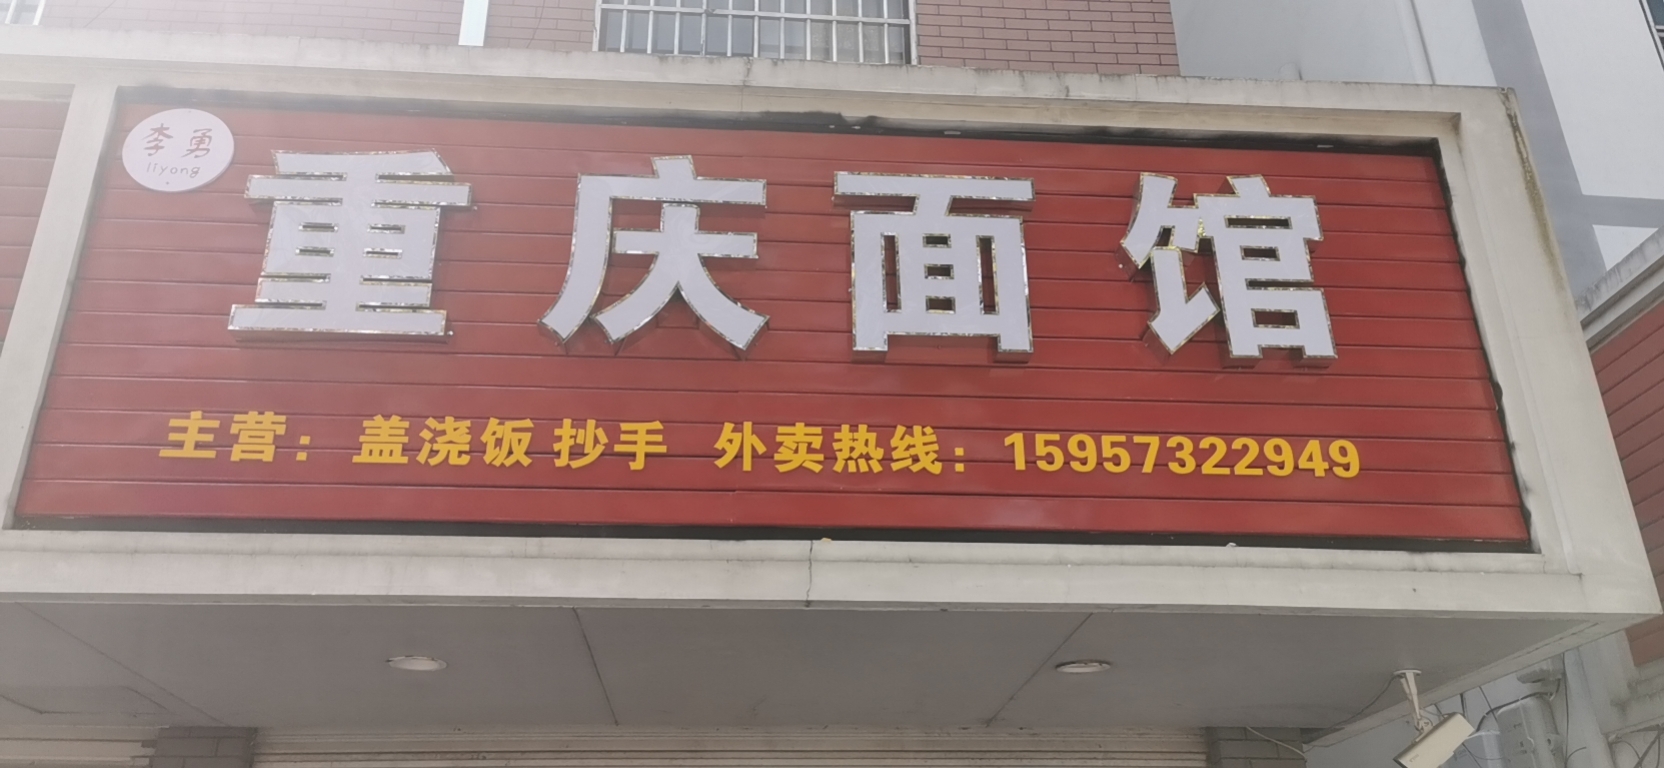 李勇
liyong
重庆面馆
主营：盖浇饭 抄手 外卖热线：15957322949